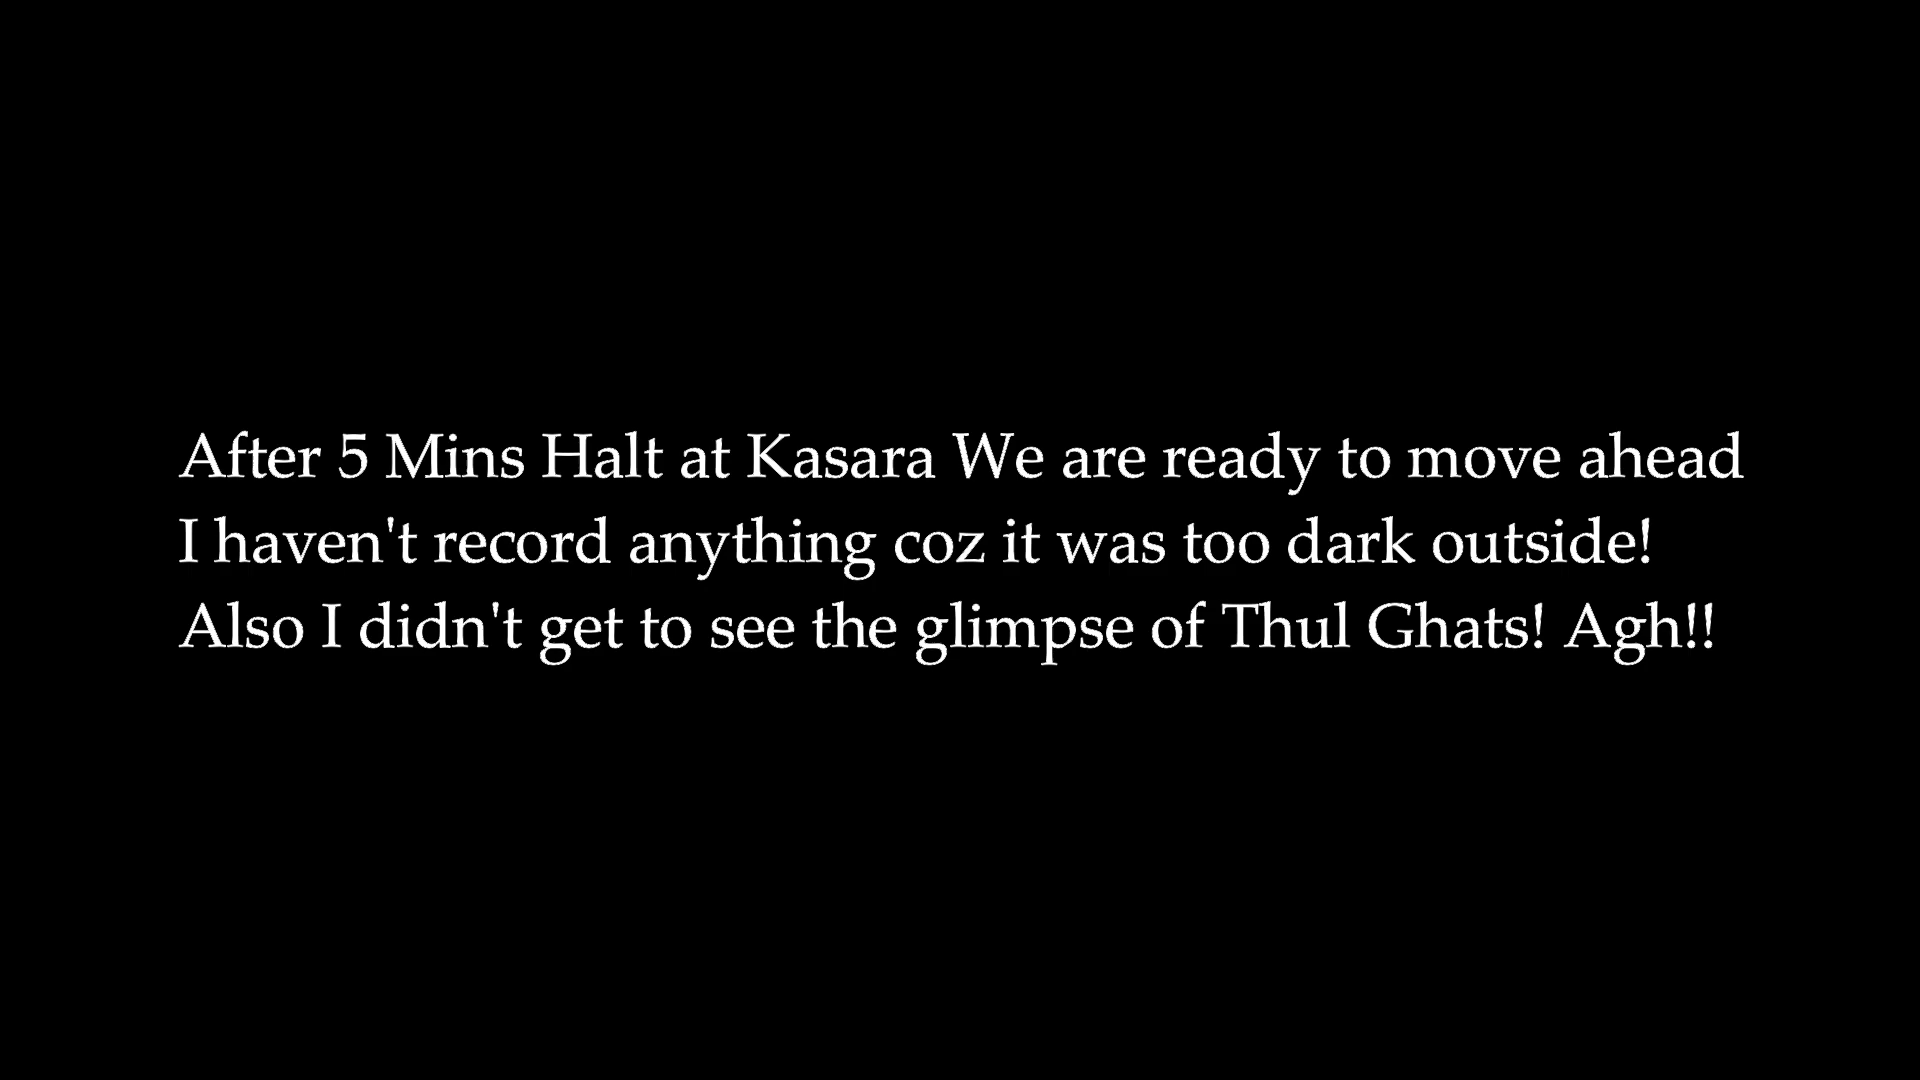 After 5 Mins Halt at Kasara We are ready to move ahead
I haven't record anything coz it was too dark outside!
Also I didn't get to see the glimpse of Thul Ghats! Agh!!